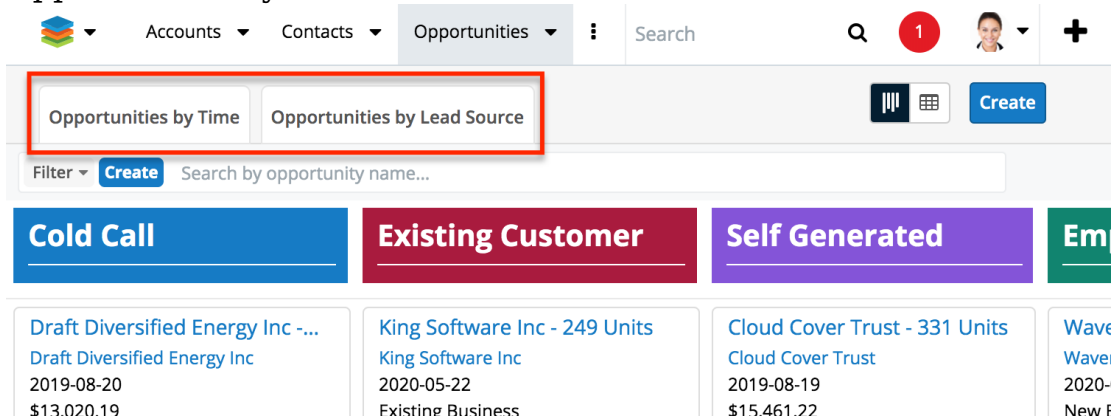 Accounts Contacts Opportunities Search 1
Opportunities by Time Opportunities by Lead Source Create
Filter Create Search by opportunity name...
Cold Call Existing Customer Self Generated
Draft Diversified Energy Inc -... King Software Inc - 249 Units Cloud Cover Trust - 331 Units
Draft Diversified Energy Inc King Software Inc Cloud Cover Trust
2019-08-20 2020-05-22 2019-08-19
$13,020.19 Existing Business $15,461.22